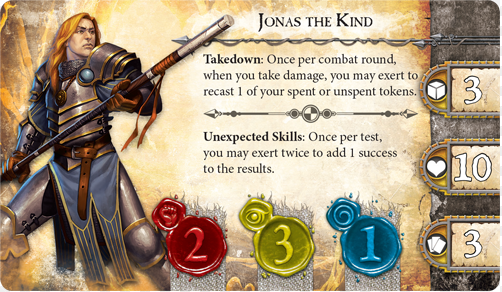 Jonas the Kind
Takedown: Once per combat round,
when you take damage, you may exert to
recast 1 of your spent or unspent tokens.
Unexpected Skills: Once per test,
you may exert twice to add 1 success
to the results.
3
10
3
2
3
1